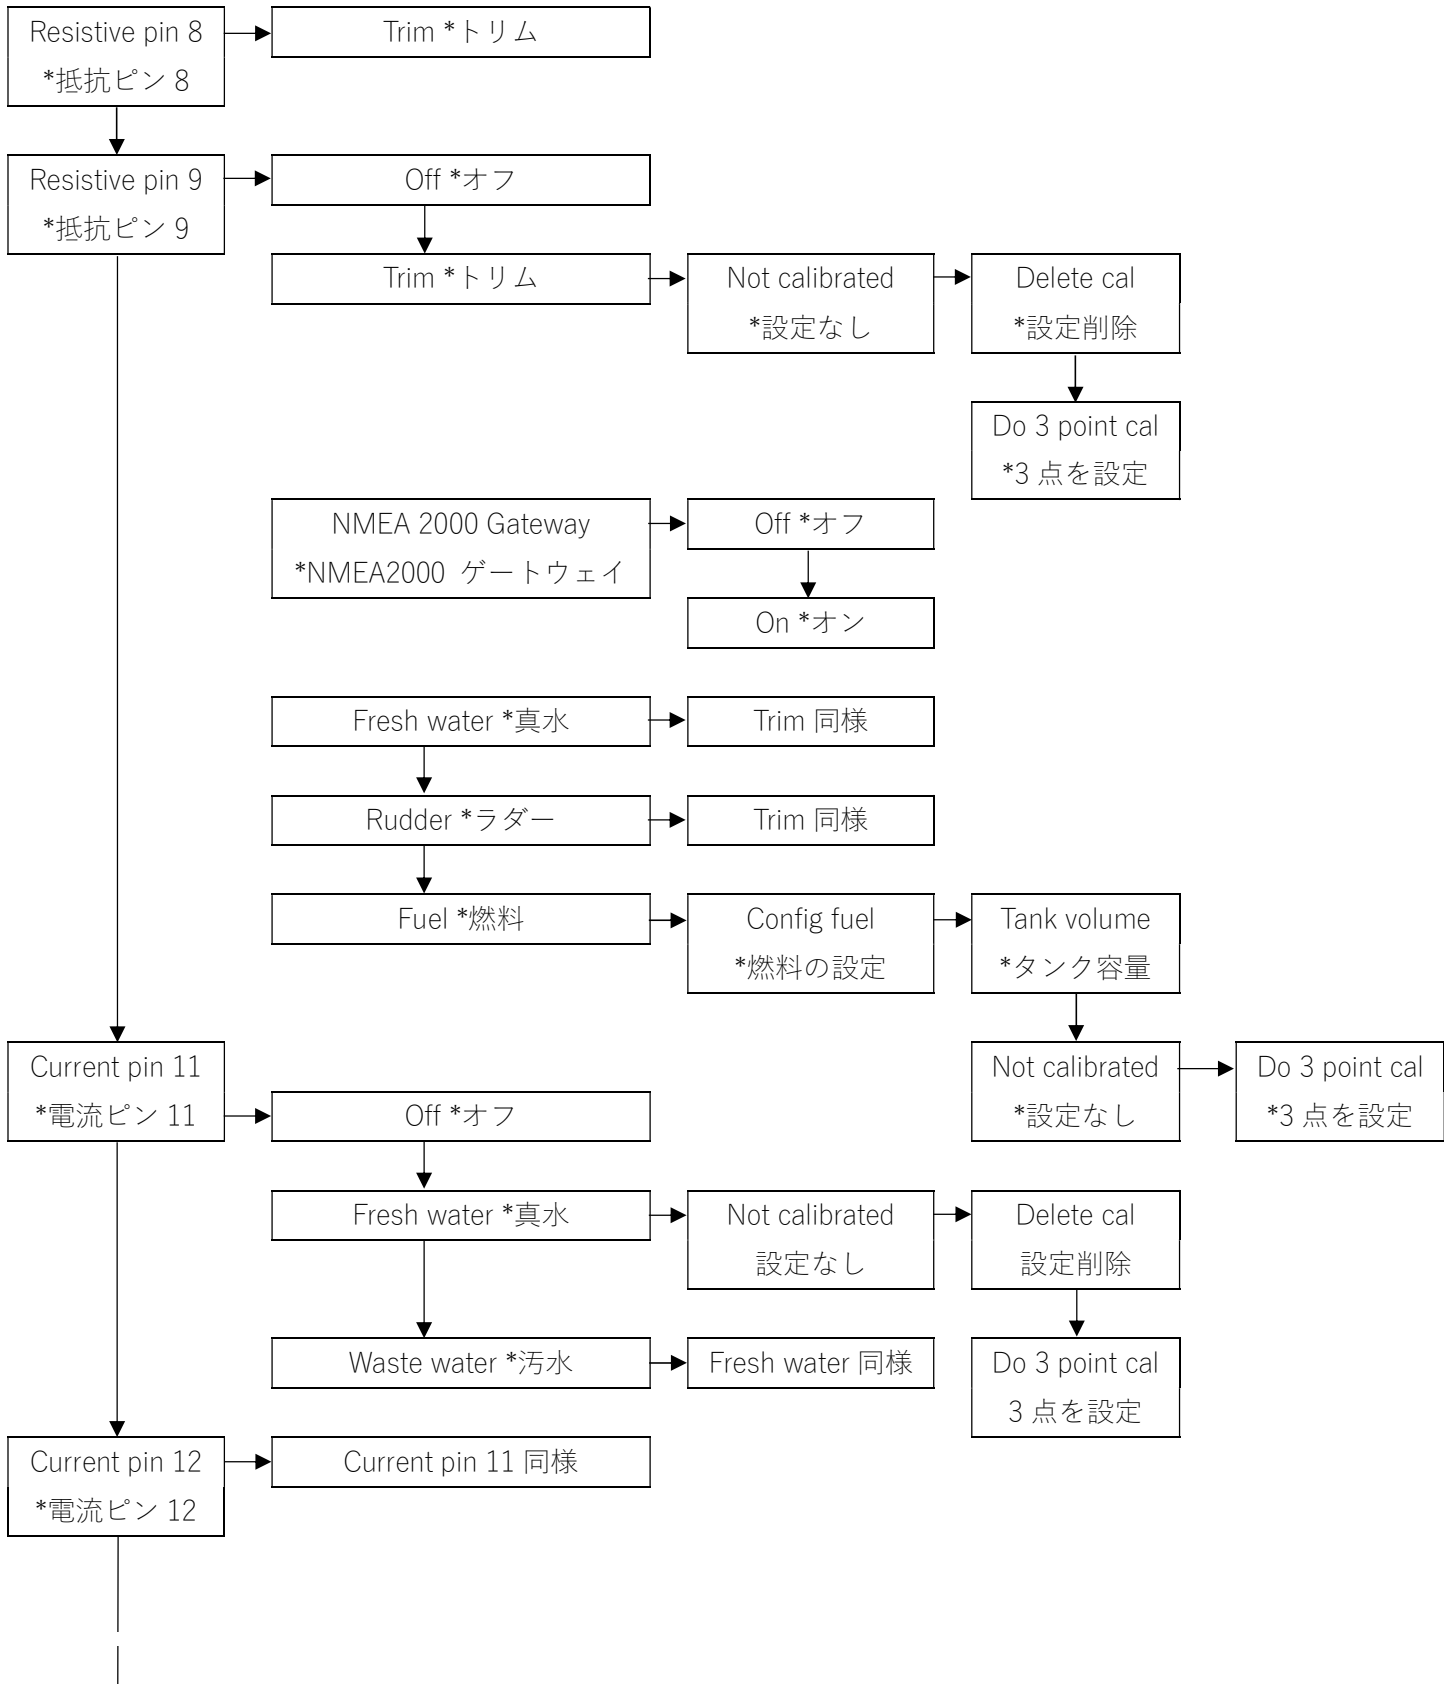 Resistive pin 8
*抵抗ピン 8
Trim *トリム
Resistive pin 9
*抵抗ピン 9
Off *オフ
Trim *トリム
Not calibrated
*設定なし
Delete cal
*設定削除
Do 3 point cal
*3 点を設定
NMEA 2000 Gateway
*NMEA2000 ゲートウェイ
Off *オフ
On *オン
Fresh water *真水
Trim 同様
Rudder *ラダー
Trim 同様
Fuel *燃料
Config fuel
*燃料の設定
Tank volume
*タンク容量
Not calibrated
*設定なし
Do 3 point cal
*3 点を設定
Current pin 11
*電流ピン 11
Off *オフ
Fresh water *真水
Not calibrated
設定なし
Delete cal
設定削除
Do 3 point cal
3 点を設定
Waste water *汚水
Fresh water 同様
Current pin 12
*電流ピン 12
Current pin 11 同様